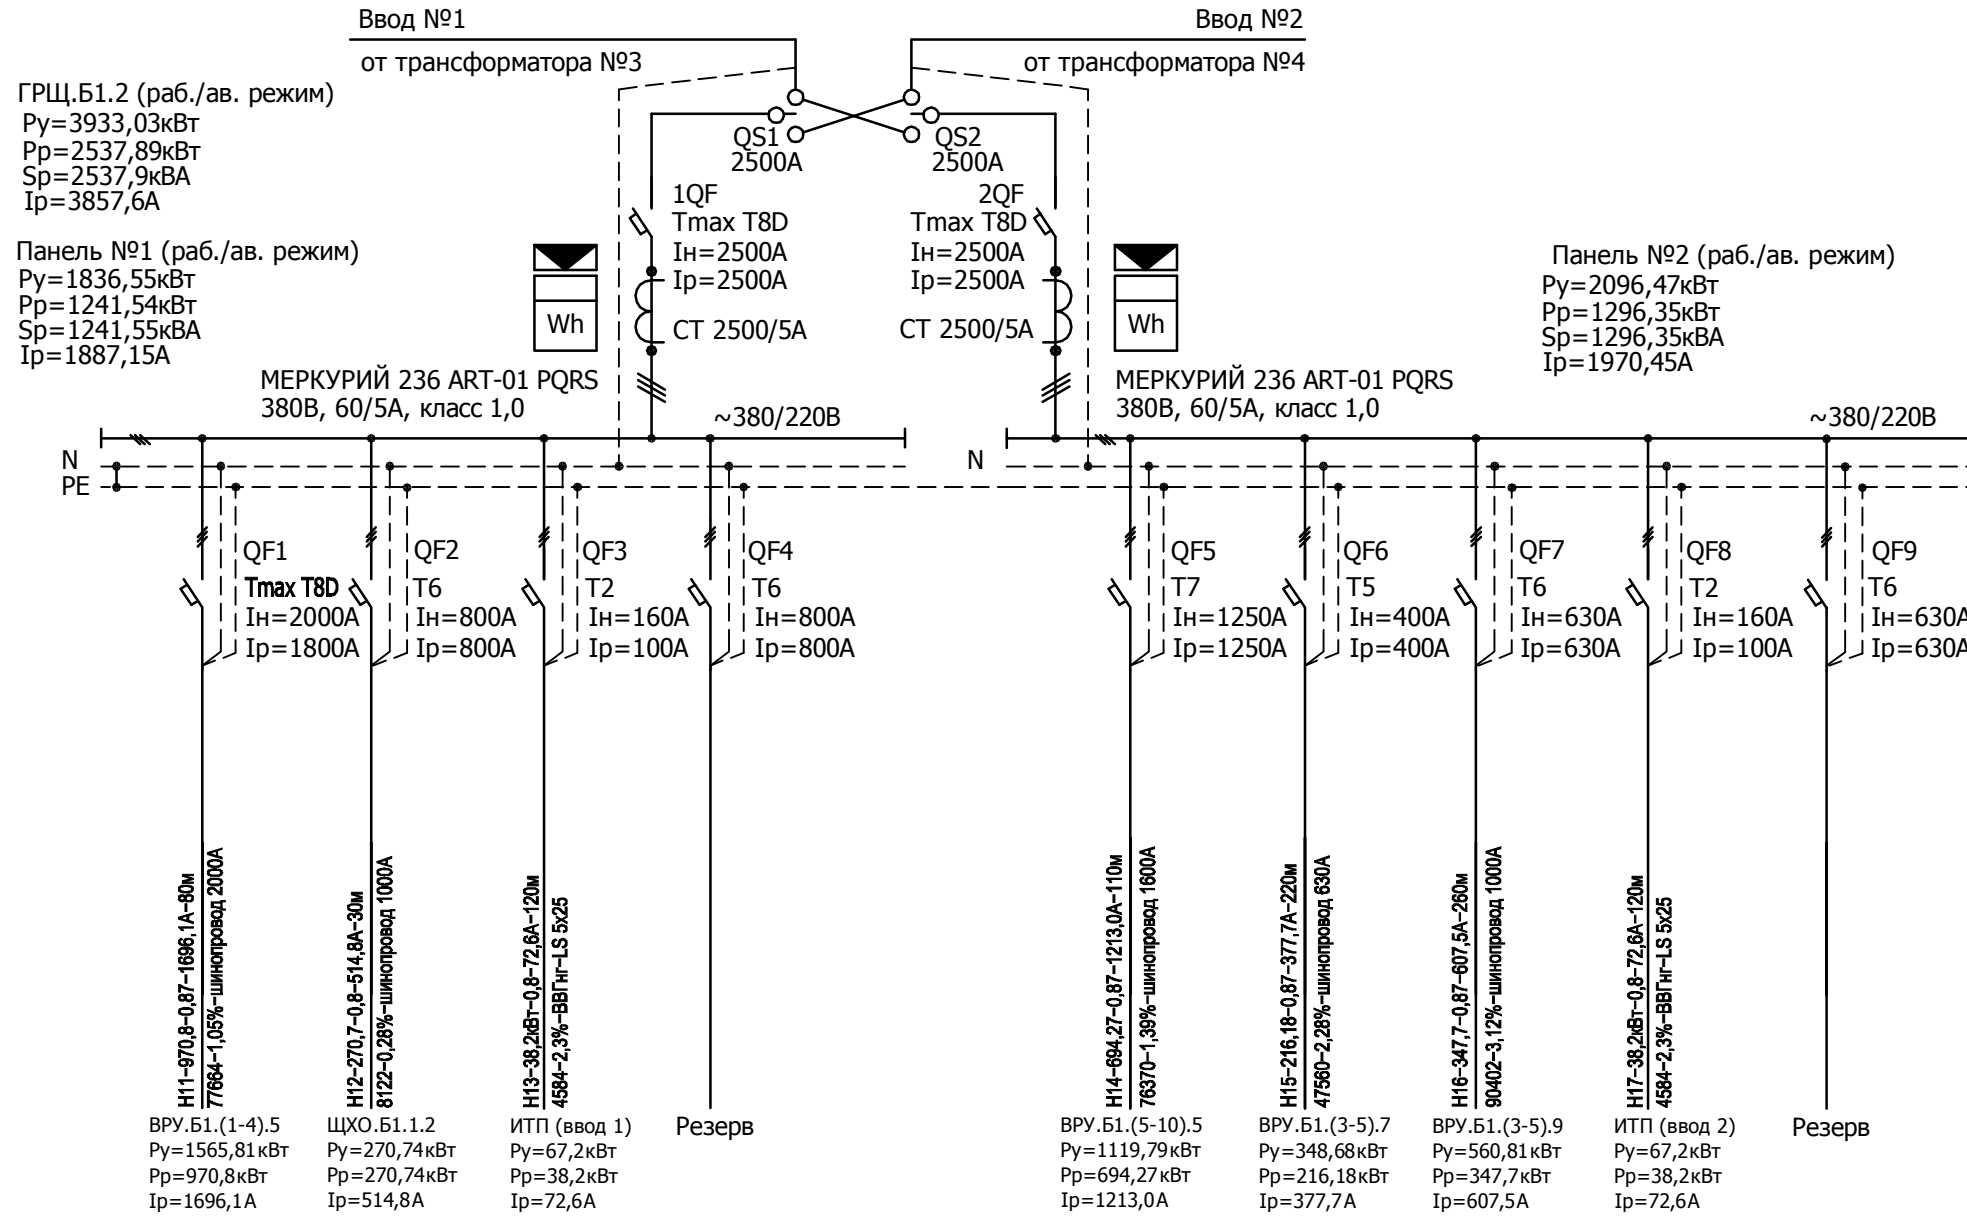 Ввод №1
от трансформатора №3
Ввод №2
от трансформатора №4
ГРЩ.Б1.2 (раб./ав. режим)
Ру=3933,03кВт
Рр=2537,89кВт
Sр=2537,9кВА
Iр=3857,6А
QS1
2500А
QS2
2500А
Панель №1 (раб./ав. режим)
Ру=1836,55кВт
Рр=1241,54кВт
Sр=1241,55кВА
Iр=1887,15А
Wh
1QF
Tmax T8D
Iн=2500А
Iр=2500А
СТ 2500/5А
2QF
Tmax T8D
Iн=2500А
Iр=2500А
СТ 2500/5А
Wh
Панель №2 (раб./ав. режим)
Ру=2096,47кВт
Рр=1296,35кВт
Sр=1296,35кВА
Iр=1970,45А
МЕРКУРИЙ 236 ART-01 PQRS
380В, 60/5А, класс 1,0
~380/220В
МЕРКУРИЙ 236 ART-01 PQRS
380В, 60/5А, класс 1,0
~380/220В
N
PE
N
QF1
Tmax T8D
Iн=2000А
Iр=1800А
QF2
T6
Iн=800А
Iр=800А
QF3
T2
Iн=160А
Iр=100А
QF4
T6
Iн=800А
Iр=800А
QF5
T7
Iн=1250А
Iр=1250А
QF6
T5
Iн=400А
Iр=400А
QF7
T6
Iн=630А
Iр=630А
QF8
T2
Iн=160А
Iр=100А
QF9
T6
Iн=630А
Iр=630А
Н11-970,8-0,87-1696,1А-80м
77664-1,05%-шинопровод 2000А
Н12-270,7-0,8-514,8А-30м
8122-0,28%-шинопровод 1000А
Н13-38,2кВт-0,8-72,6А-120м
4584-2,3%-ВВГнг-LS 5х25
Н14-694,27-0,87-1213,0А-110м
76370-1,39%-шинопровод 1600А
Н15-216,18-0,87-377,7А-220м
47560-2,28%-шинопровод 630А
Н16-347,7-0,87-607,5А-260м
90402-3,12%-шинопровод 1000А
Н17-38,2кВт-0,8-72,6А-120м
4584-2,3%-ВВГнг-LS 5х25
ВРУ.Б1.(1-4).5
Ру=1565,81кВт
Рр=970,8кВт
Iр=1696,1А
ЩХО.Б1.1.2
Ру=270,74кВт
Рр=270,74кВт
Iр=514,8А
ИТП (ввод 1)
Ру=67,2кВт
Рр=38,2кВт
Iр=72,6А
Резерв
ВРУ.Б1.(5-10).5
Ру=1119,79кВт
Рр=694,27кВт
Iр=1213,0А
ВРУ.Б1.(3-5).7
Ру=348,68кВт
Рр=216,18кВт
Iр=377,7А
ВРУ.Б1.(3-5).9
Ру=560,81кВт
Рр=347,7кВт
Iр=607,5А
ИТП (ввод 2)
Ру=67,2кВт
Рр=38,2кВт
Iр=72,6А
Резерв